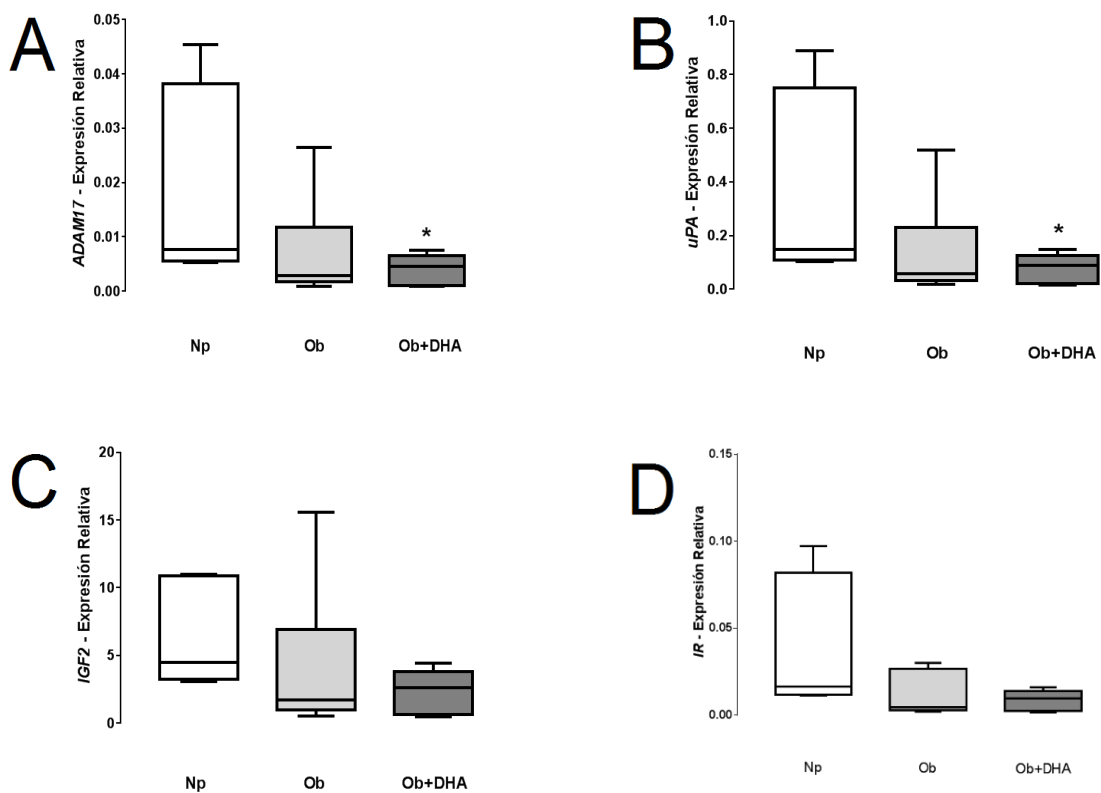 A
ADAM17 - Expresión Relativa
0.05
0.04
0.03
0.02
0.01
0.00
*
Np Ob Ob+DHA
B
uPA - Expresión Relativa
1.0
0.8
0.6
0.4
0.2
0.0
*
Np Ob Ob+DHA
C
IGF2 - Expresión Relativa
20
15
10
5
0
Np Ob Ob+DHA
D
IR - Expresión Relativa
0.15
0.10
0.05
0.00
Np Ob Ob+DHA